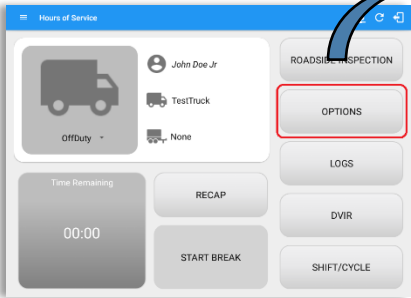 Hours of Service
John Doe Jr
ROADSIDE INSPECTION
TestTruck
OPTIONS
OffDuty
None
LOGS
Time Remaining
RECAP
DVIR
00:00
START BREAK
SHIFT/CYCLE